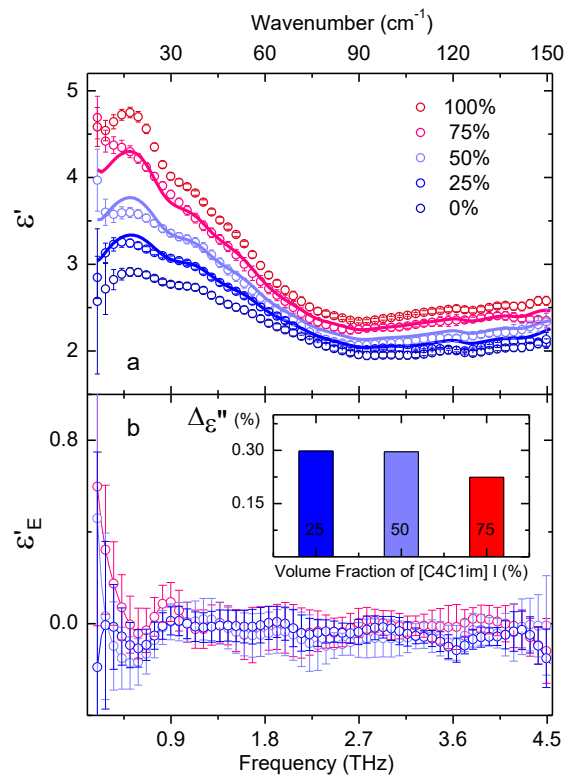 Wavenumber (cm-1)
30 60 90 120 150
5
4
3
2
ε'
100%
75%
50%
25%
0%
a
b
0.8
0.0
ε'E
Δε" (%)
0.30
0.15
25 50 75
Volume Fraction of [C4C1im] I (%)
0.9 1.8 2.7 3.6 4.5
Frequency (THz)